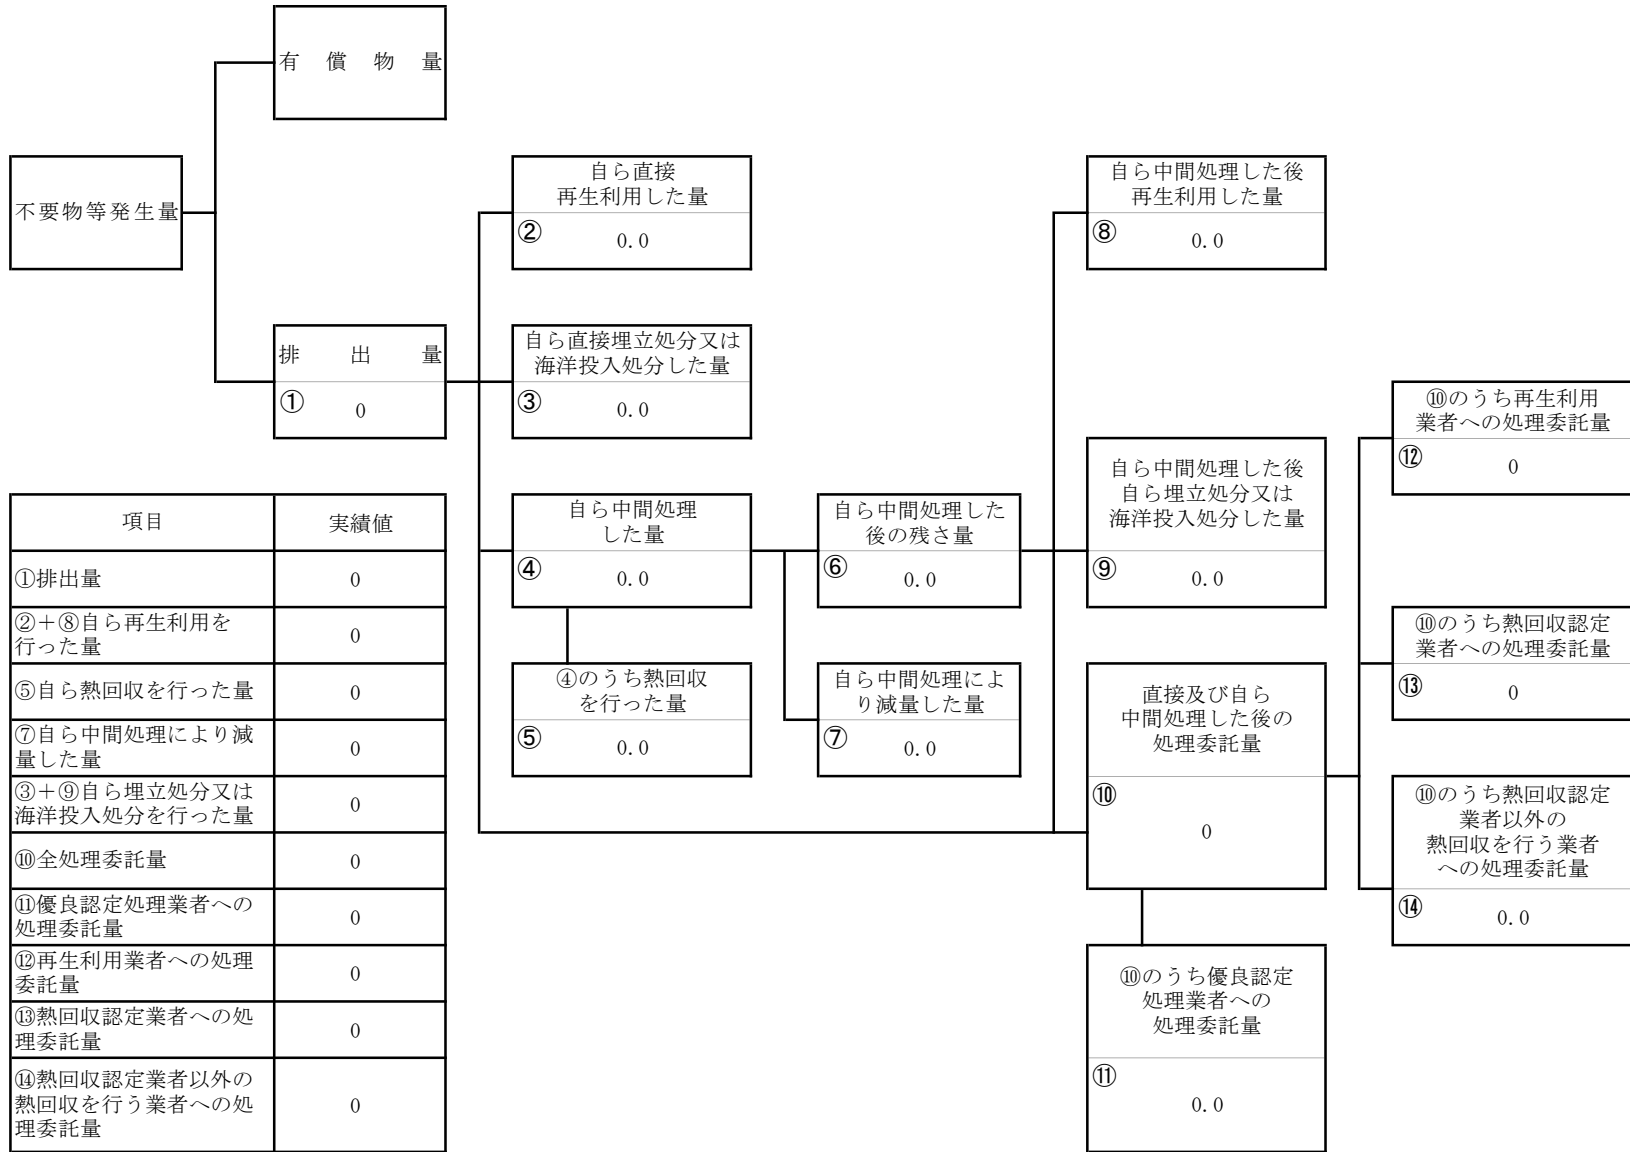 有償物量
不要物等発生量
自ら直接
再生利用した量
②
0.0
自ら中間処理した後
再生利用した量
⑧
0.0
排出量
①
0
自ら直接埋立処分又は
海洋投入処分した量
③
0.0
⑩のうち再生利用
業者への処理委託量
⑫
0
自ら中間処理
した量
④
0.0
自ら中間処理した
後の残さ量
⑥
0.0
自ら中間処理した後
自ら埋立処分又は
海洋投入処分した量
⑨
0.0
④のうち熱回収
を行った量
⑤
0.0
自ら中間処理によ
り減量した量
⑦
0.0
直接及び自ら
中間処理した後の
処理委託量
⑩
0
⑩のうち熱回収認定
業者への処理委託量
⑬
0
⑩のうち熱回収認定
業者以外の
熱回収を行う業者
への処理委託量
⑭
0.0
⑩のうち優良認定
処理業者への
処理委託量
⑪
0.0
項目 実績値
①排出量 0
②+⑧自ら再生利用を
行った量 0
⑤自ら熱回収を行った量 0
⑦自ら中間処理により減
量した量 0
③+⑨自ら埋立処分又は
海洋投入処分を行った量 0
⑩全処理委託量 0
⑪優良認定処理業者への
処理委託量 0
⑫再生利用業者への処理
委託量 0
⑬熱回収認定業者への処
理委託量 0
⑭熱回収認定業者以外の
熱回収を行う業者への処
理委託量 0